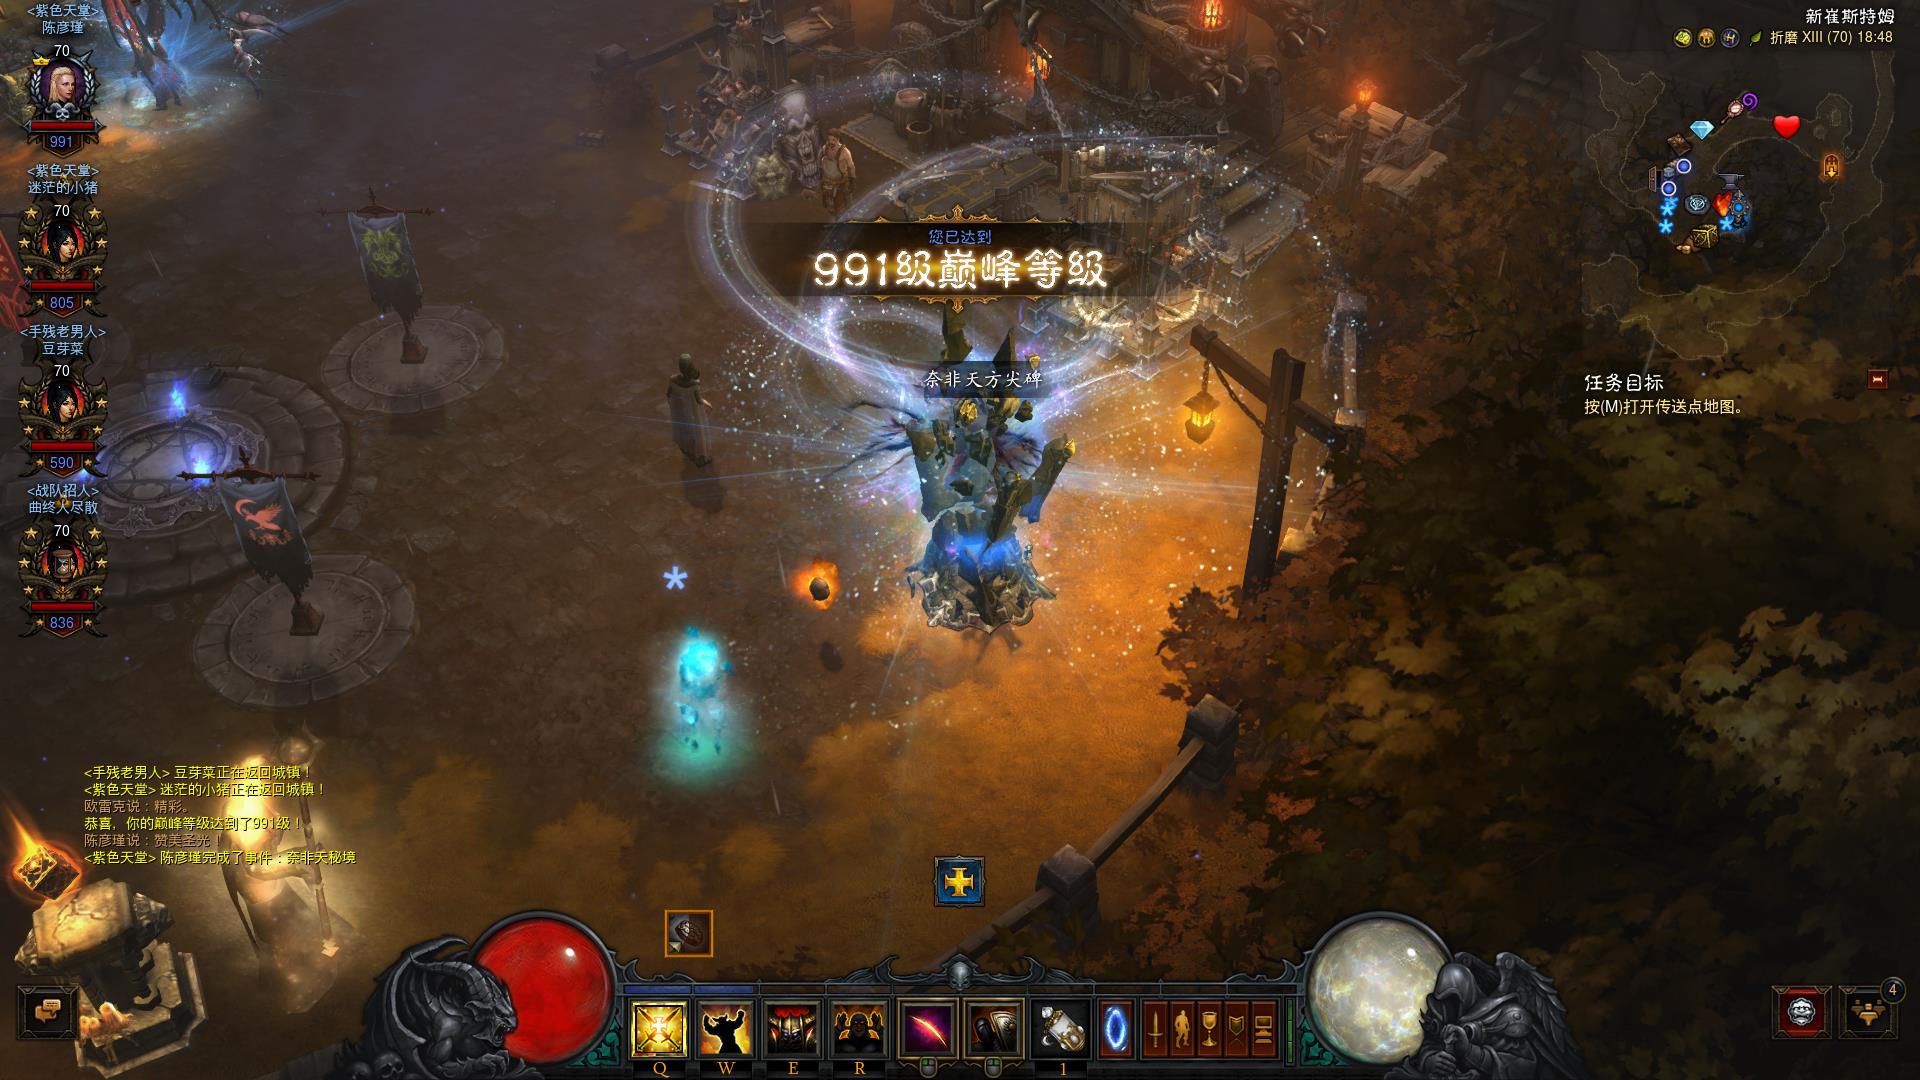 <紫色天堂>
陈彦瑾
70
991
<紫色天堂>
迷茫的小猪
70
805
<手残老男人>
豆芽菜
70
590
<战队招人>
曲终人尽散
70
836
新崔斯特姆
折磨 XIII (70) 18:48
您已达到
991级巅峰等级
奈非天方尖碑
任务目标
按(M)打开传送点地图。
<手残老男人> 豆芽菜正在返回城镇！
<紫色天堂> 迷茫的小猪正在返回城镇！
欧雷克说：精彩。
恭喜，你的巅峰等级达到了991级！
陈彦瑾说：赞美圣光！
<紫色天堂> 陈彦瑾完成了事件：奈非天秘境
Q W E R 1
4